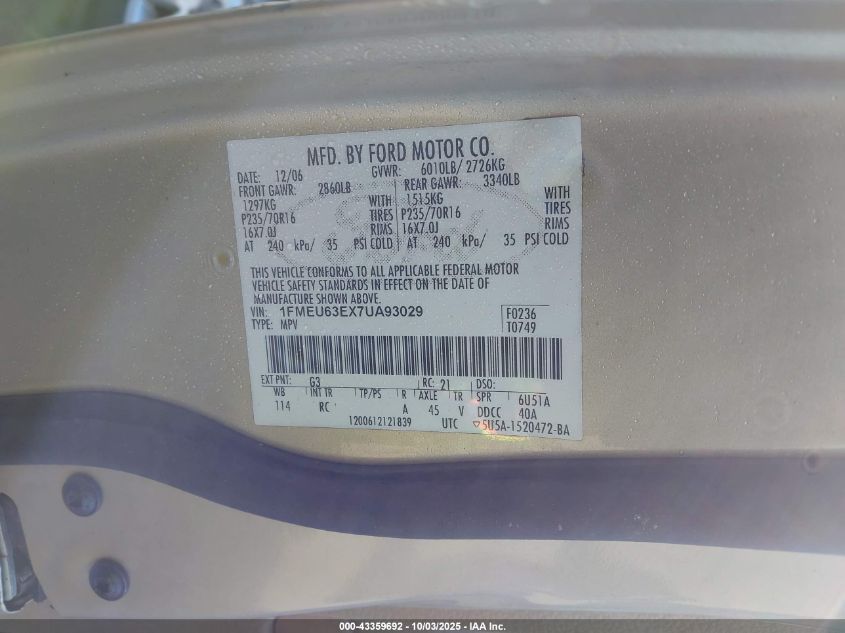 MFD. BY FORD MOTOR CO.
DATE: 12/06 GVWR: 6010LB/ 2726KG
FRONT GAWR: 2860LB REAR GAWR: 3340LB
1297KG WITH 1515KG WITH
P235/70R16 TIRES P235/70R16 TIRES
16X7.0J RIMS 16X7.0J RIMS
AT 240 kPa/ 35 PSI COLD AT 240 kPa/ 35 PSI COLD
THIS VEHICLE CONFORMS TO ALL APPLICABLE FEDERAL MOTOR
VEHICLE SAFETY STANDARDS IN EFFECT ON THE DATE OF
MANUFACTURE SHOWN ABOVE.
VIN: 1FMEU63EX7UA93029 F0236
TYPE: MPV T0749
EXT PNT: G3 RC: 21 DSO:
WB INT TR TP/PS R AXLE TR SPR 6U51A
114 RC A 45 V DDCC 40A
1200612121839 UTC ▽5U5A-1520472-BA
000-43359692 - 10/03/2025 - IAA Inc.